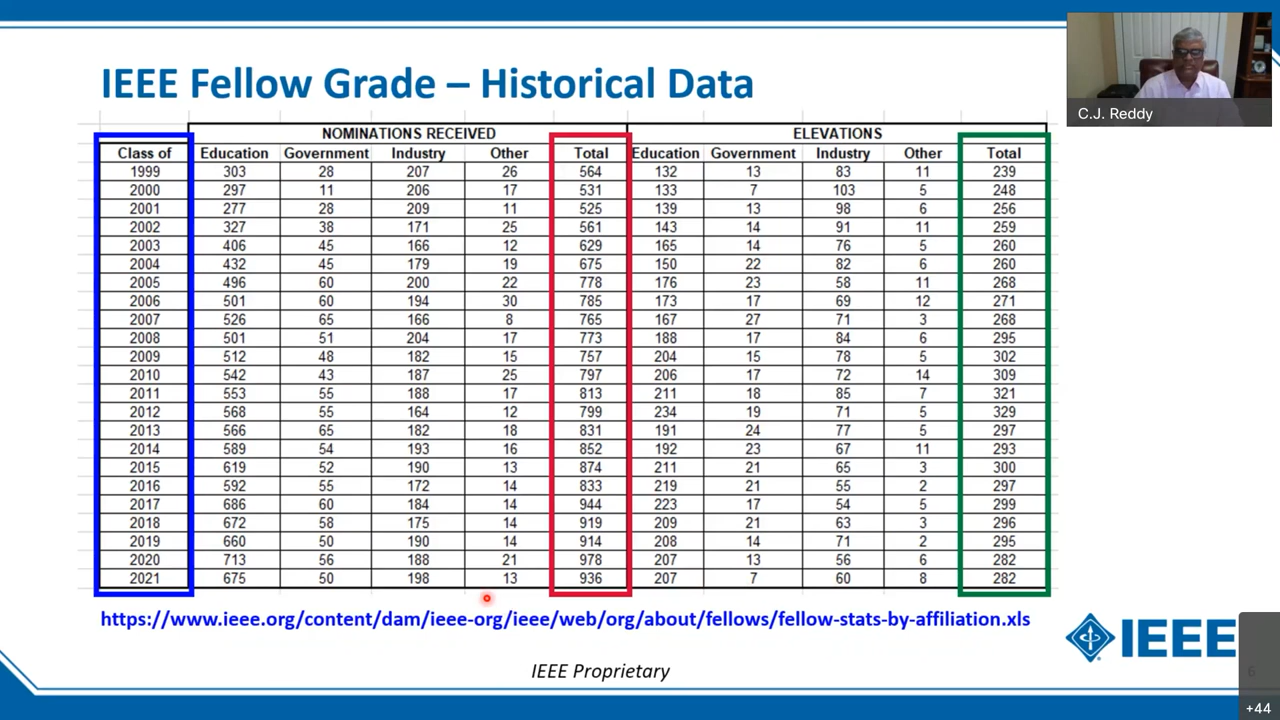 IEEE Fellow Grade – Historical Data
C.J. Reddy
NOMINATIONS RECEIVED ELEVATIONS
Class of Education Government Industry Other Total Education Government Industry Other Total
1999 303 28 207 26 564 132 13 83 11 239
2000 297 11 206 17 531 133 7 103 5 248
2001 277 28 209 11 525 139 13 98 6 256
2002 327 38 171 25 561 143 14 91 11 259
2003 406 45 166 12 629 165 14 76 5 260
2004 432 45 179 19 675 150 22 82 6 260
2005 496 60 200 22 778 176 23 58 11 268
2006 501 60 194 30 785 173 17 69 12 271
2007 526 65 166 8 765 167 27 71 3 268
2008 501 51 204 17 773 188 17 84 6 295
2009 512 48 182 15 757 204 15 78 5 302
2010 542 43 187 25 797 206 17 72 14 309
2011 553 55 188 17 813 211 18 85 7 321
2012 568 55 164 12 799 234 19 71 5 329
2013 566 65 182 18 831 191 24 77 5 297
2014 589 54 193 16 852 192 23 67 11 293
2015 619 52 190 13 874 211 21 65 3 300
2016 592 55 172 14 833 219 21 55 2 297
2017 686 60 184 14 944 223 17 54 5 299
2018 672 58 175 14 919 209 21 63 3 296
2019 660 50 190 14 914 208 14 71 2 295
2020 713 56 188 21 978 207 13 56 6 282
2021 675 50 198 13 936 207 7 60 8 282
https://www.ieee.org/content/dam/ieee-org/ieee/web/org/about/fellows/fellow-stats-by-affiliation.xls
IEEE
IEEE Proprietary
6
+44